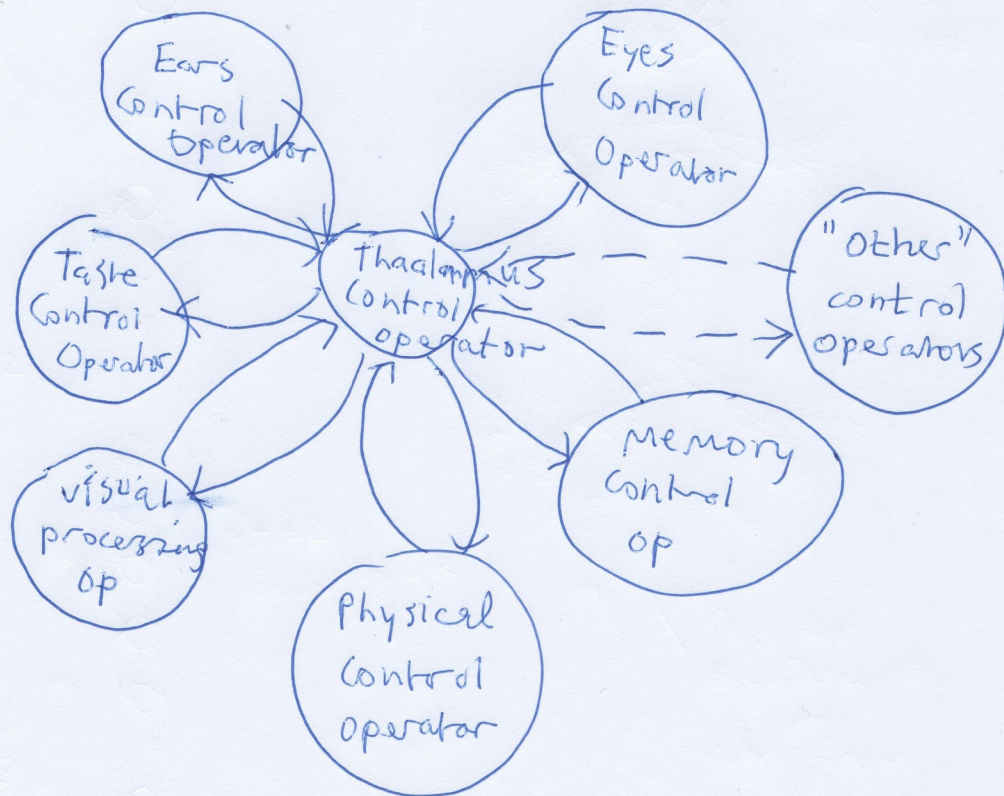 Ears
Control
Operator
Eyes
Control
Operator
Taste
Control
Operator
Thaalammus
Control
operator
"Other"
control
operators
visual
processing
op
Memory
control
op
Physical
control
operator